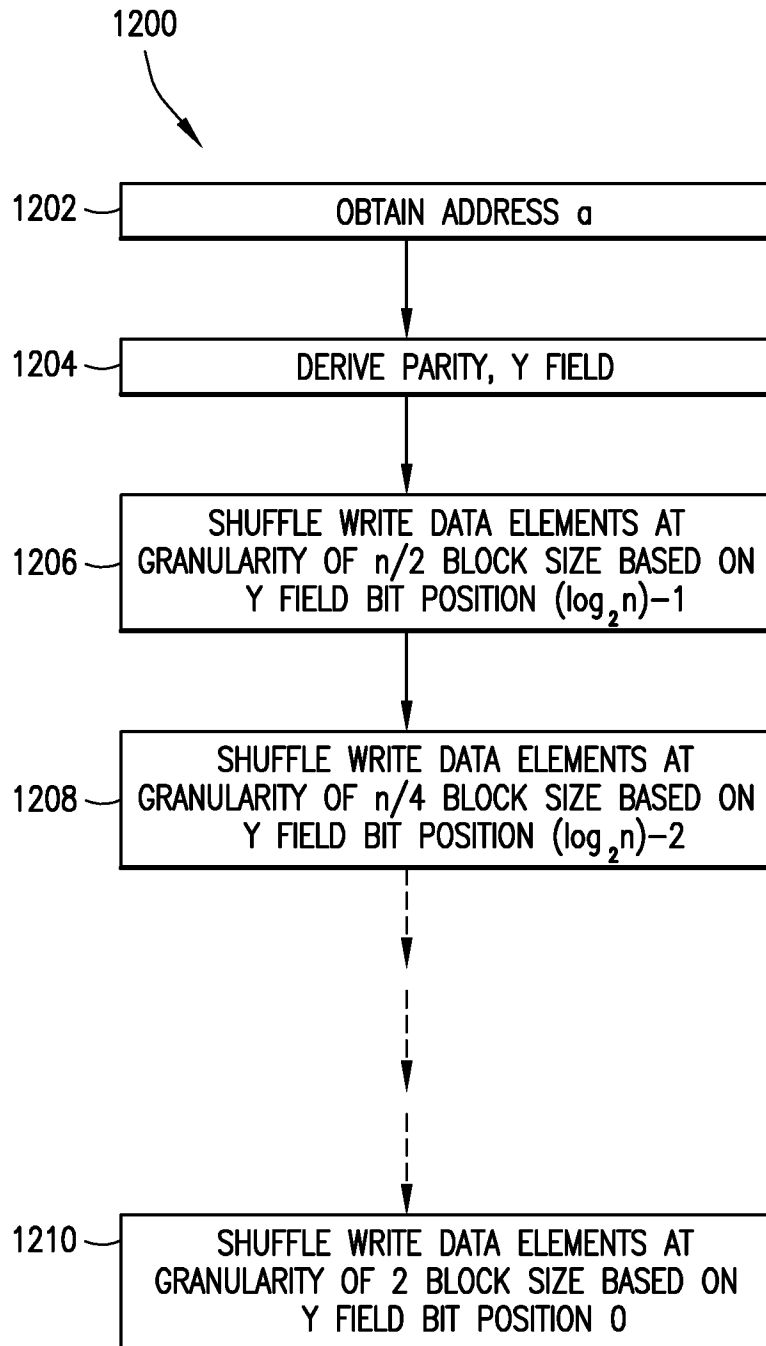 1200
1202
OBTAIN ADDRESS a
1204
DERIVE PARITY, Y FIELD
1206
SHUFFLE WRITE DATA ELEMENTS AT
GRANULARITY OF n/2 BLOCK SIZE BASED ON
Y FIELD BIT POSITION (log₂n)-1
1208
SHUFFLE WRITE DATA ELEMENTS AT
GRANULARITY OF n/4 BLOCK SIZE BASED ON
Y FIELD BIT POSITION (log₂n)-2
1210
SHUFFLE WRITE DATA ELEMENTS AT
GRANULARITY OF 2 BLOCK SIZE BASED ON
Y FIELD BIT POSITION 0